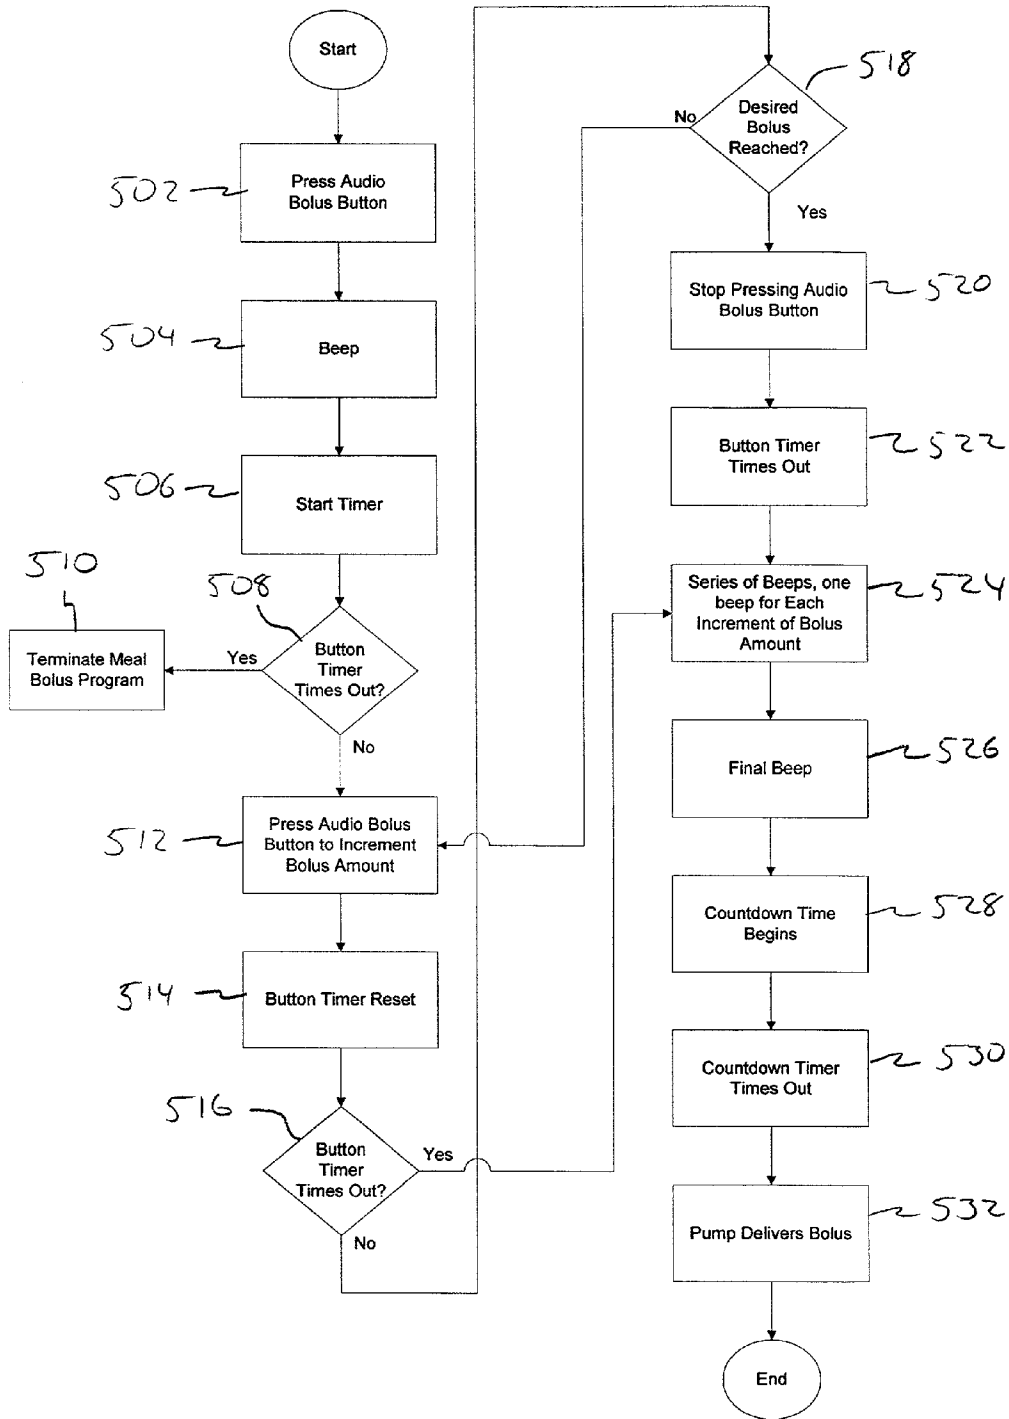 Start
502
Press Audio
Bolus Button
504
Beep
506
Start Timer
508
Button
Timer
Times Out?
Yes
510
Terminate Meal
Bolus Program
No
512
Press Audio Bolus
Button to Increment
Bolus Amount
514
Button Timer Reset
516
Button
Timer
Times Out?
Yes
No
518
Desired
Bolus
Reached?
No
Yes
520
Stop Pressing Audio
Bolus Button
522
Button Timer
Times Out
524
Series of Beeps, one
beep for Each
Increment of Bolus
Amount
526
Final Beep
528
Countdown Time
Begins
530
Countdown Timer
Times Out
532
Pump Delivers Bolus
End